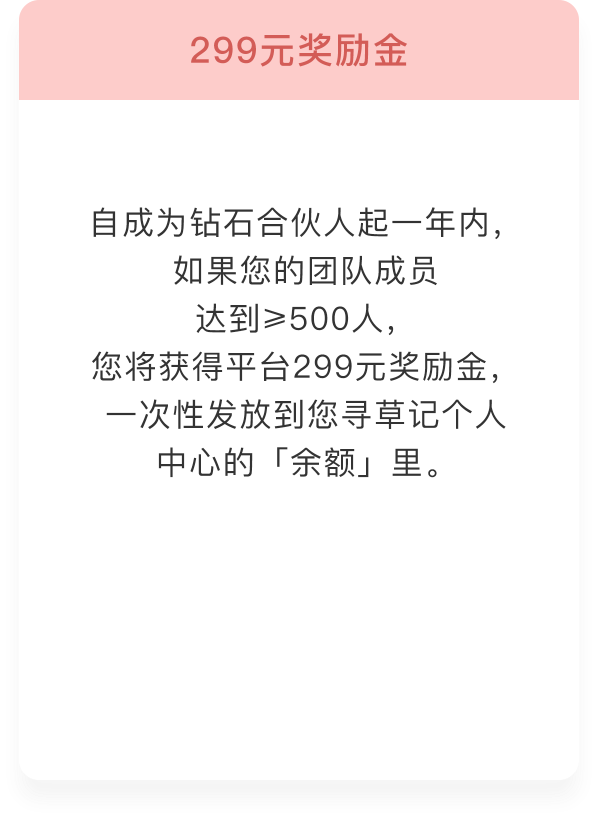 299元奖励金
自成为钻石合伙人起一年内，
如果您的团队成员
达到⩾500人，
您将获得平台299元奖励金，
一次性发放到您寻草记个人
中心的「余额」里。